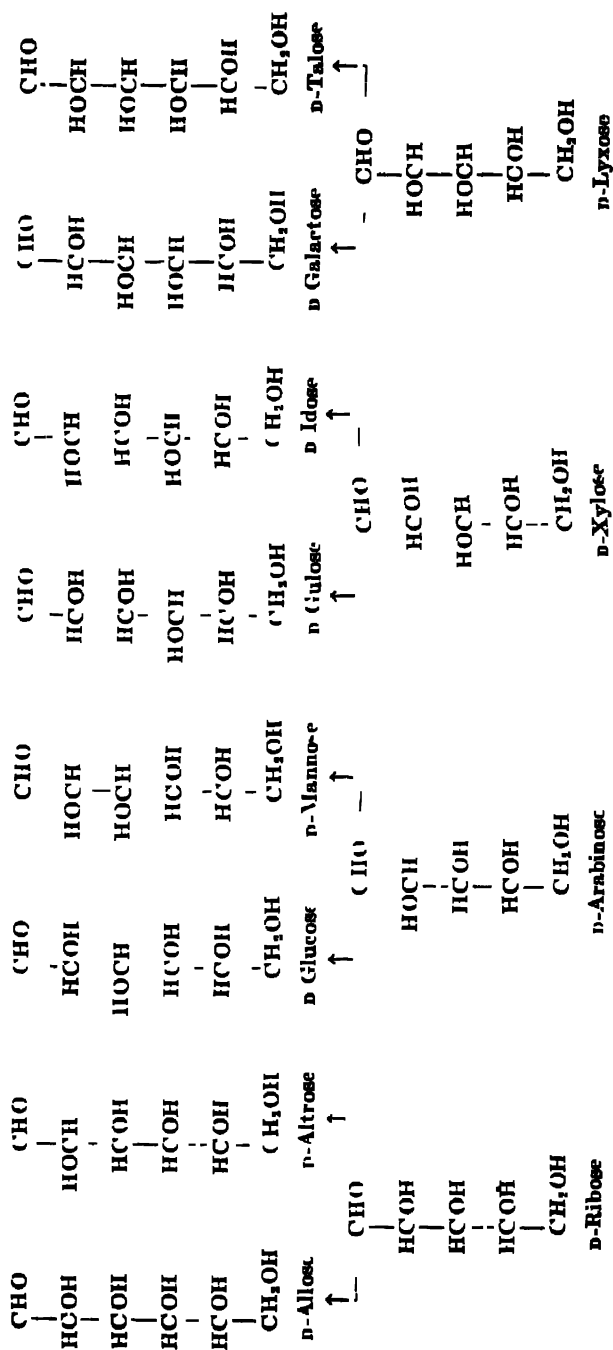 CHO CHO CHO CHO CHO CHO CHO CHO
HCOH HOCH HCOH HOCH HCOH HOCH HCOH HOCH
HCOH HCOH HOCH HOCH HCOH HCOH HOCH HOCH
HCOH HCOH HCOH HCOH HOCH HOCH HOCH HOCH
HCOH HCOH HCOH HCOH HCOH HCOH HCOH HCOH
CH₂OH CH₂OH CH₂OH CH₂OH CH₂OH CH₂OH CH₂OH CH₂OH
D-Allose D-Altrose D Glucose D-Mannose D Gulose D Idose D Galactose D-Talose
↑ ↑ ↑ ↑ ↑ ↑ ↑ ↑
CHO CHO CHO CHO
HCOH HOCH HCOH HOCH
HCOH HCOH HOCH HOCH
HCOH HCOH HCOH HCOH
CH₂OH CH₂OH CH₂OH CH₂OH
D-Ribose D-Arabinose D-Xylose D-Lyxose